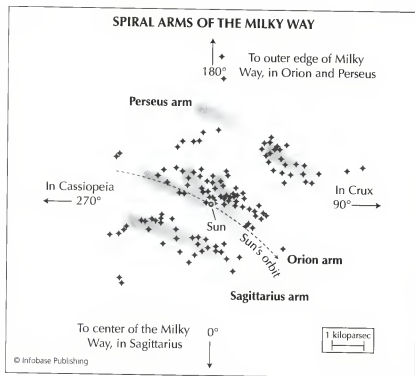 SPIRAL ARMS OF THE MILKY WAY
180°
To outer edge of Milky
Way, in Orion and Perseus
Perseus arm
In Cassiopeia
270°
In Crux
90°
Sun
Sun's orbit
Orion arm
Sagittarius arm
To center of the Milky
Way, in Sagittarius
0°
1 kiloparsec
© Infobase Publishing